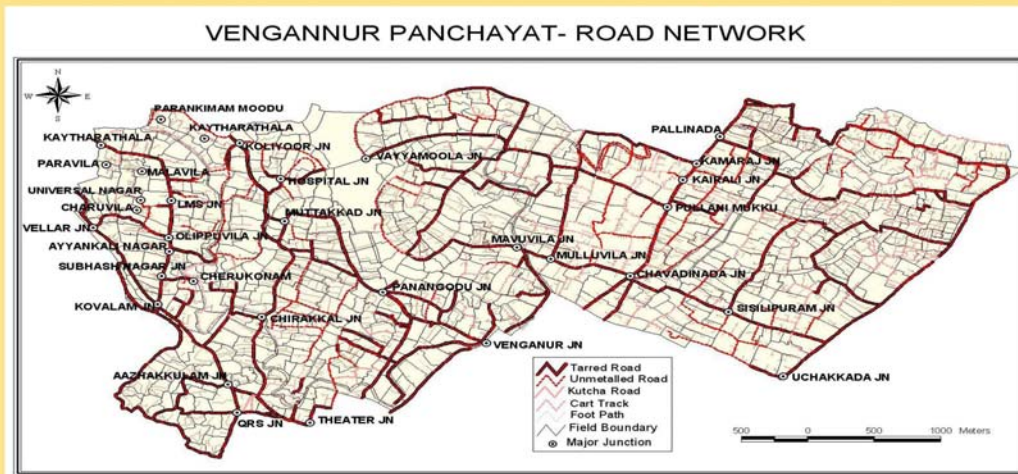 VENGANNUR PANCHAYAT- ROAD NETWORK
N
W E
S
PARANKIMAM MOODU
KAYTHARATHALA
KAYTHARATHALA
KOLIYOOR JN
PALLINADA
PARAVILA
MALAVILA
VAYYAMOOLA JN
KAMARAJ JN
HOSPITAL JN
KAIRALI JN
UNIVERSAL NAGAR
LMS JN
CHARUVILA
PULLANI MUKKU
MUTTAKKAD JN
VELLAR JN
OLIPPUVILA JN
AYYANKALI NAGAR
MAVUVILA JN
MULLUVILA JN
SUBHASH NAGAR JN
CHERUKONAM
CHAVADINADA JN
PANANGODU JN
KOVALAM JN
CHIRAKKAL JN
SISILIPURAM JN
VENGANUR JN
AAZHAKKULAM JN
UCHAKKADA JN
QRS JN
THEATER JN
Tarred Road
Unmetalled Road
Kutcha Road
Cart Track
Foot Path
Field Boundary
Major Junction
500 0 500 1000 Meters